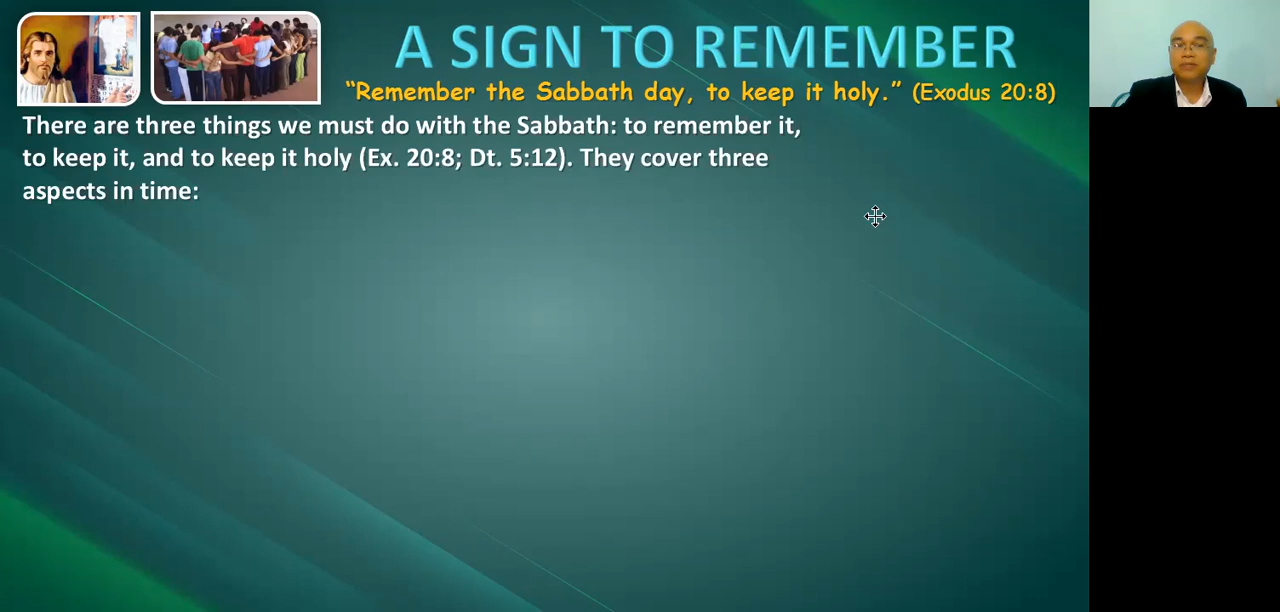 A SIGN TO REMEMBER
“Remember the Sabbath day, to keep it holy.” (Exodus 20:8)
There are three things we must do with the Sabbath: to remember it,
to keep it, and to keep it holy (Ex. 20:8; Dt. 5:12). They cover three
aspects in time: